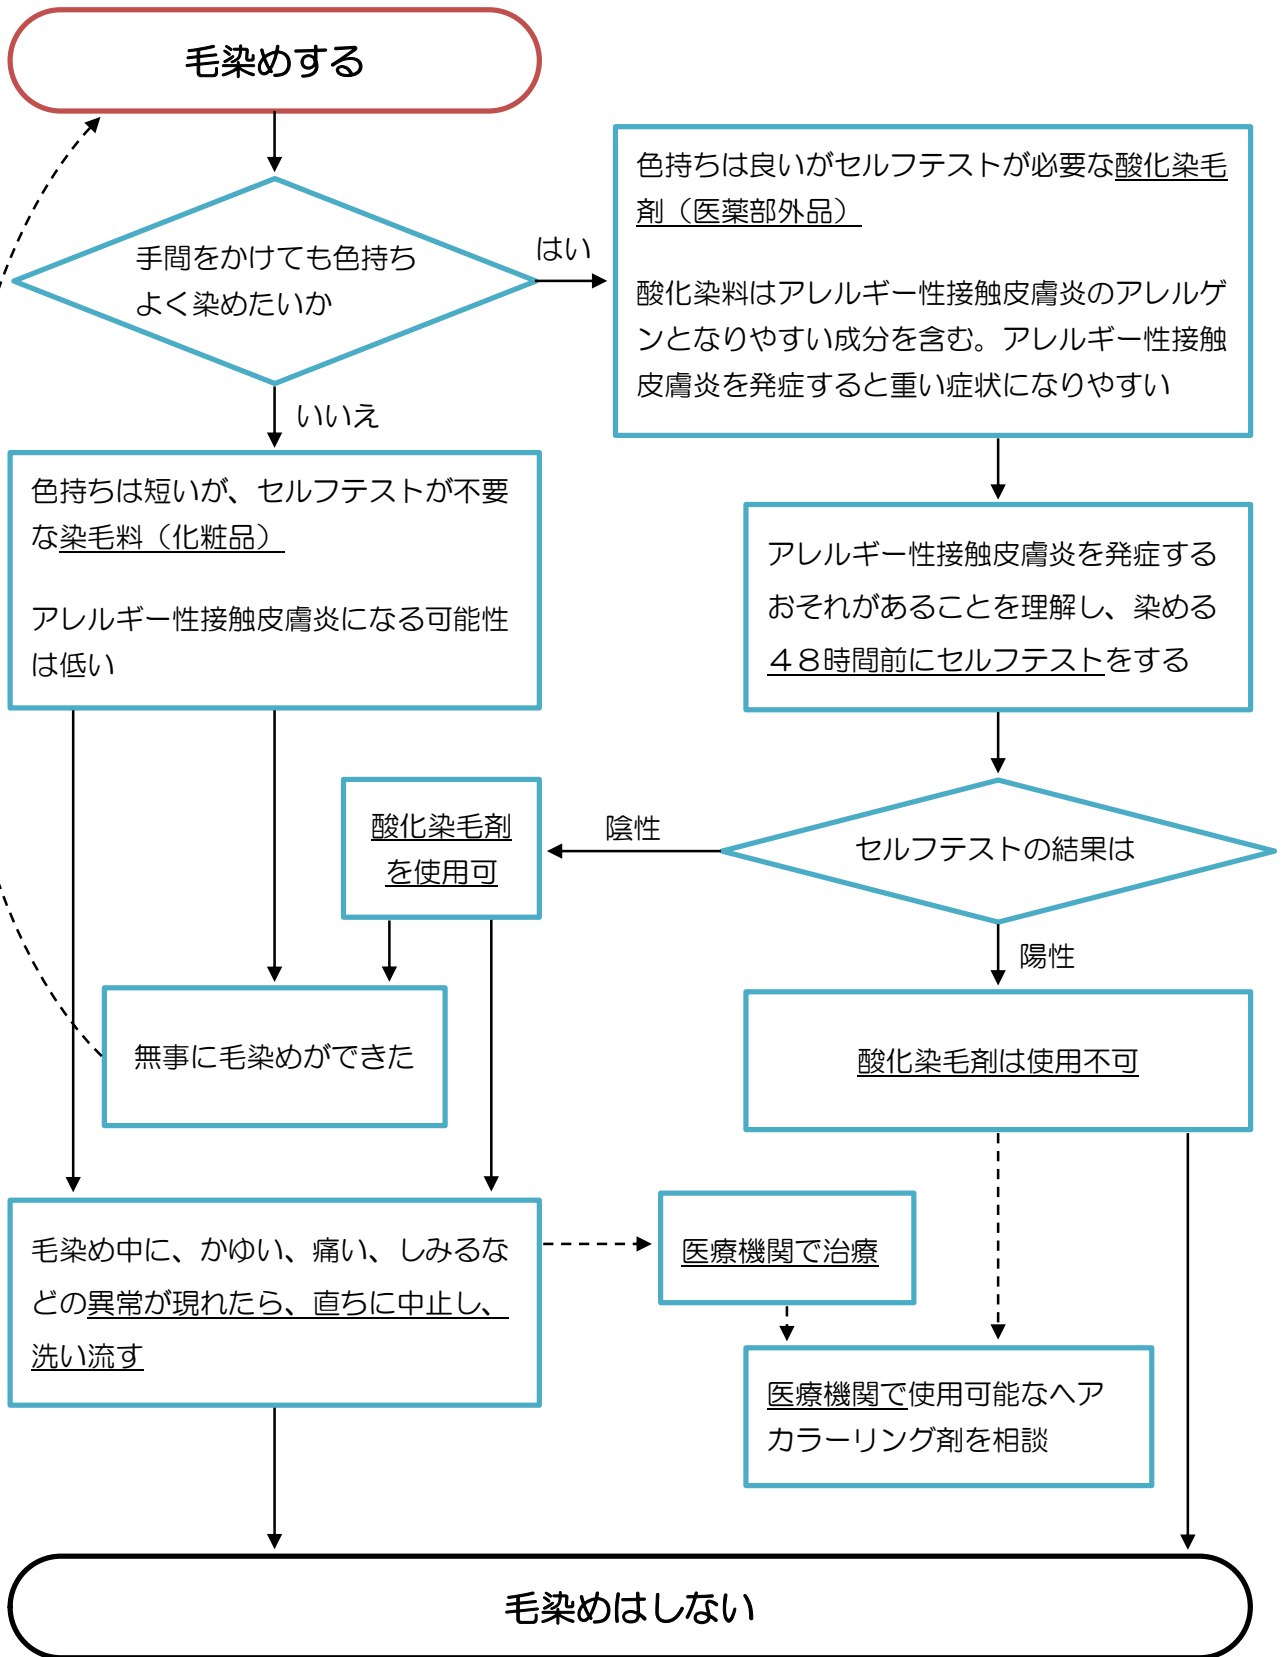 毛染めする
手間をかけても色持ち
よく染めたいか
はい
いいえ
色持ちは良いがセルフテストが必要な酸化染毛
剤（医薬部外品）
酸化染料はアレルギー性接触皮膚炎のアレルゲ
ンとなりやすい成分を含む。アレルギー性接触
皮膚炎を発症すると重い症状になりやすい
色持ちは短いが、セルフテストが不要
な染毛料（化粧品）
アレルギー性接触皮膚炎になる可能性
は低い
アレルギー性接触皮膚炎を発症する
おそれがあることを理解し、染める
４８時間前にセルフテストをする
セルフテストの結果は
陰性
陽性
酸化染毛剤
を使用可
無事に毛染めができた
酸化染毛剤は使用不可
毛染め中に、かゆい、痛い、しみるな
どの異常が現れたら、直ちに中止し、
洗い流す
医療機関で治療
医療機関で使用可能なヘア
カラーリング剤を相談
毛染めはしない